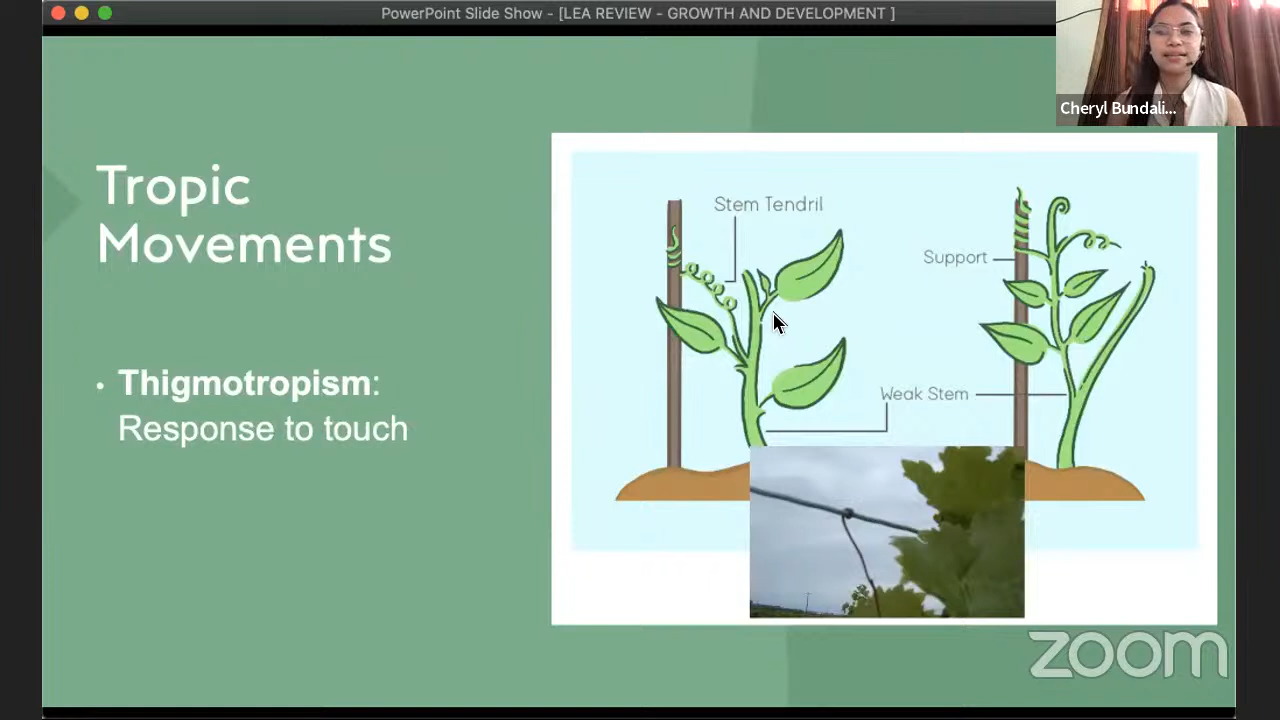 PowerPoint Slide Show - [LEA REVIEW - GROWTH AND DEVELOPMENT ]
Cheryl Bundali...
Tropic
Movements
• Thigmotropism:
Response to touch
Stem Tendril
Support
Weak Stem
zoom